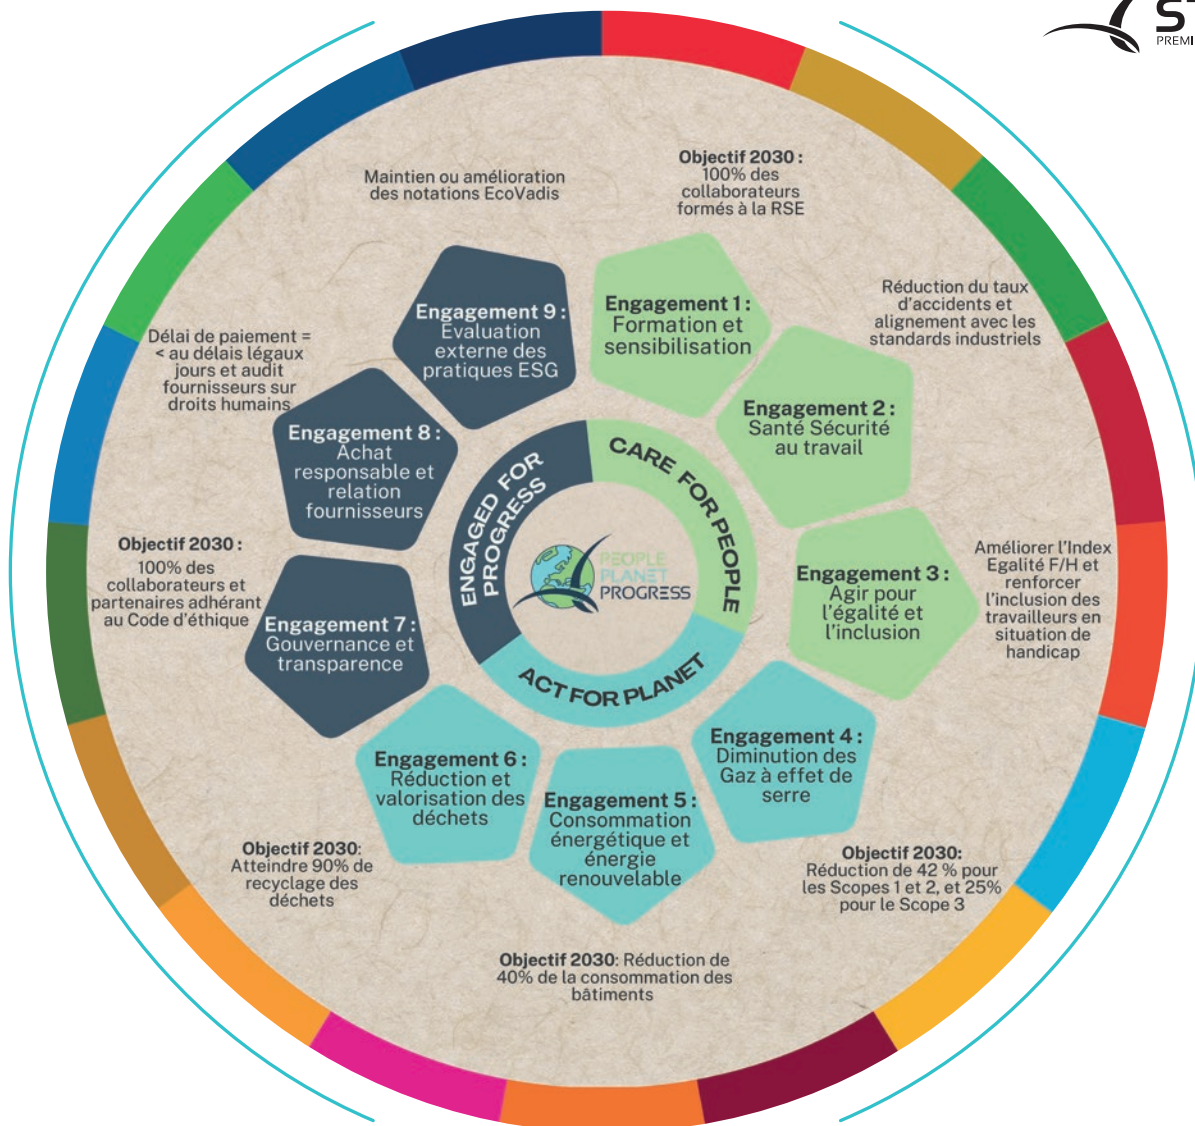 PREMI
Maintien ou amélioration
des notations EcoVadis
Objectif 2030 :
100% des
collaborateurs
formés à la RSE
Engagement 9 :
Evaluation
externe des
pratiques ESG
Engagement 1 :
Formation et
sensibilisation
Réduction du taux
d'accidents et
alignement avec les
standards industriels
Délai de paiement =
< au délais légaux
jours et audit
fournisseurs sur
droits humains
Engagement 8 :
Achat
responsable et
relation
fournisseurs
Engagement 2 :
Santé Sécurité
au travail
ENGAGED FOR
PROGRESS
CARE FOR PEOPLE
ACT FOR PLANET
PEOPLE
PLANET
PROGRESS
Objectif 2030 :
100% des
collaborateurs et
partenaires adhérant
au Code d'éthique
Engagement 7 :
Gouvernance et
transparence
Engagement 3 :
Agir pour
l'égalité et
l'inclusion
Améliorer l'Index
Egalité F/H et
renforcer
l'inclusion des
travailleurs en
situation de
handicap
Engagement 6 :
Réduction et
valorisation des
déchets
Engagement 5 :
Consommation
énergétique et
énergie
renouvelable
Engagement 4 :
Diminution des
Gaz à effet de
serre
Objectif 2030:
Atteindre 90% de
recyclage des
déchets
Objectif 2030:
Réduction de 42 % pour
les Scopes 1 et 2, et 25%
pour le Scope 3
Objectif 2030: Réduction de
40% de la consommation des
bâtiments